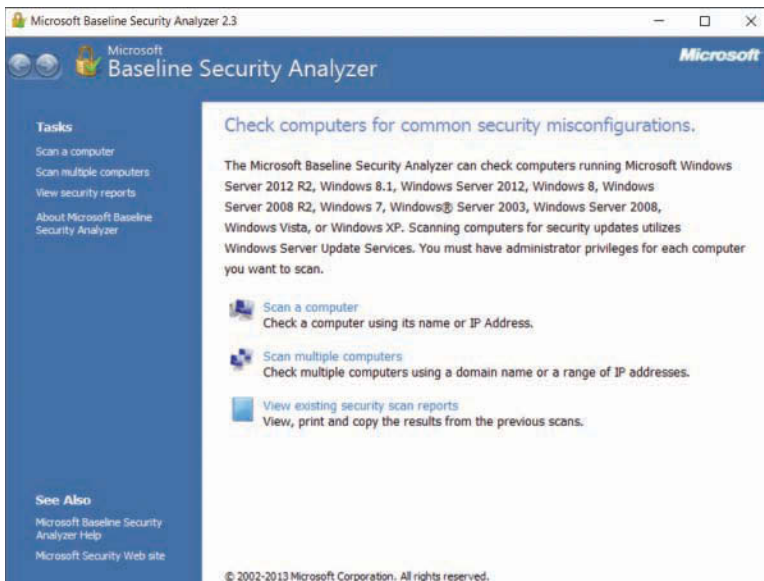 Microsoft Baseline Security Analyzer 2.3
Microsoft
Baseline Security Analyzer
Microsoft
Tasks
Scan a computer
Scan multiple computers
View security reports
About Microsoft Baseline
Security Analyzer
See Also
Microsoft Baseline Security
Analyzer Help
Microsoft Security Web site
Check computers for common security misconfigurations.
The Microsoft Baseline Security Analyzer can check computers running Microsoft Windows
Server 2012 R2, Windows 8.1, Windows Server 2012, Windows 8, Windows
Server 2008 R2, Windows 7, Windows® Server 2003, Windows Server 2008,
Windows Vista, or Windows XP. Scanning computers for security updates utilizes
Windows Server Update Services. You must have administrator privileges for each computer
you want to scan.
Scan a computer
Check a computer using its name or IP Address.
Scan multiple computers
Check multiple computers using a domain name or a range of IP addresses.
View existing security scan reports
View, print and copy the results from the previous scans.
© 2002-2013 Microsoft Corporation. All rights reserved.